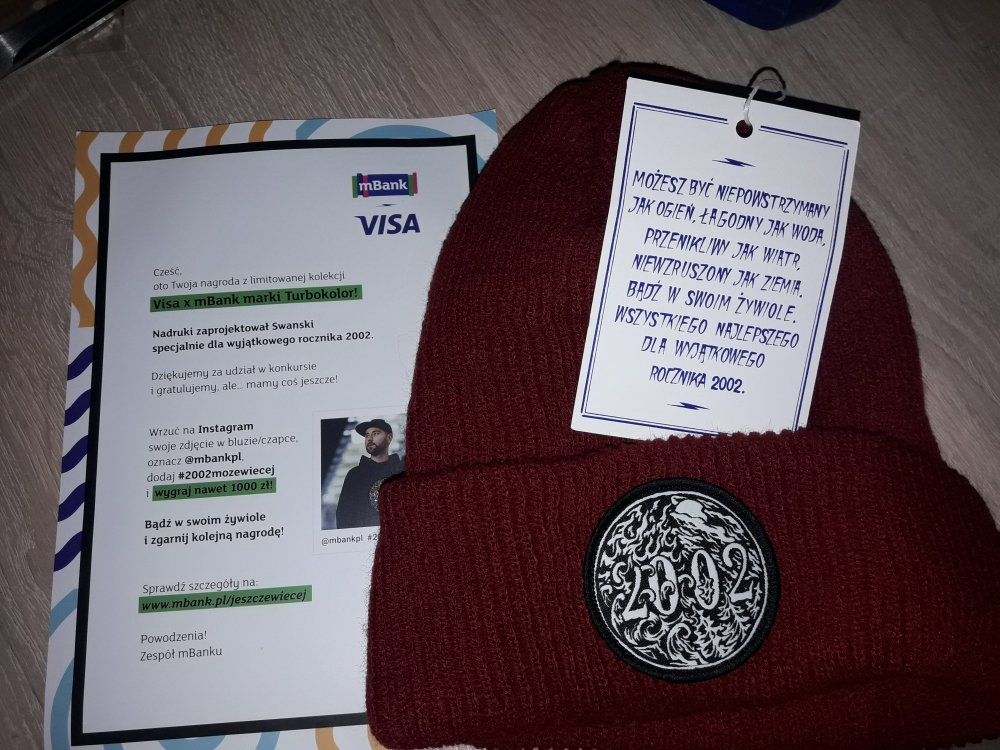 mBank
VISA
Cześć,
oto Twoja nagroda z limitowanej kolekcji
Visa x mBank marki Turbokolor!
Nadruki zaprojektował Swanski
specjalnie dla wyjątkowego rocznika 2002.
Dziękujemy za udział w konkursie
i gratulujemy, ale... mamy coś jeszcze!
Wrzuć na Instagram
swoje zdjęcie w bluzie/czapce,
oznacz @mbankpl,
dodaj #2002mozewiecej
i wygraj nawet 1000 zł!
Bądź w swoim żywiole
i zgarnij kolejną nagrodę!
@mbankpl #2
Sprawdź szczegóły na:
www.mbank.pl/jeszczewiecej
Powodzenia!
Zespół mBanku
MOŻESZ BYĆ NIEPOWSTRZYMANY
JAK OGIEŃ, ŁAGODNY JAK WODA,
PRZENIKLIWY JAK WIATR,
NIEWZRUSZONY JAK ZIEMIA.
BĄDŹ W SWOIM ŻYWIOLE.
WSZYSTKIEGO NAJLEPSZEGO
DLA WYJĄTKOWEGO
ROCZNIKA 2002.
2002